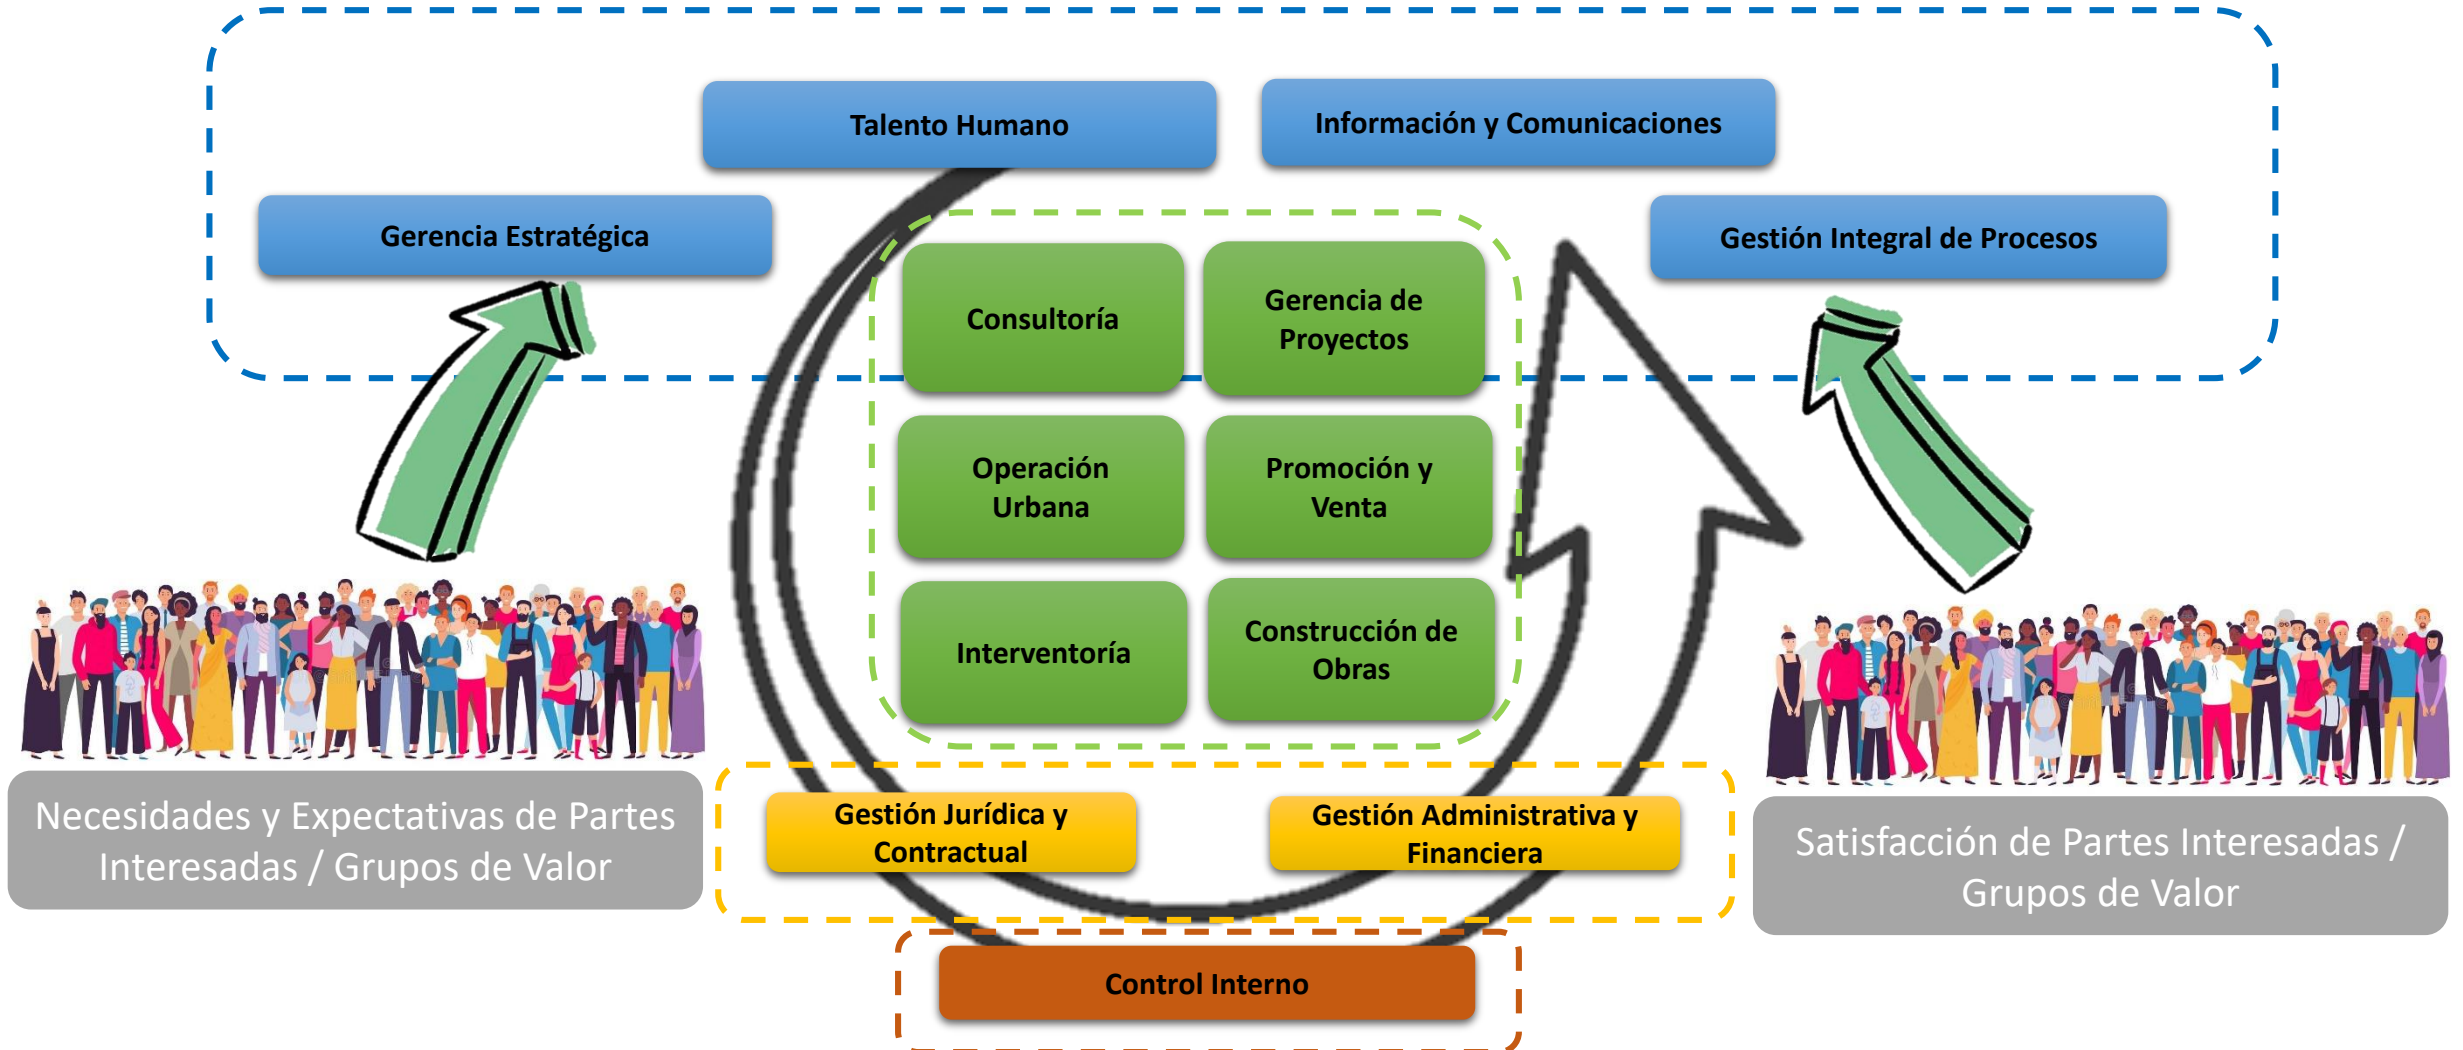 Talento Humano
Información y Comunicaciones
Gerencia Estratégica
Gestión Integral de Procesos
Consultoría
Gerencia de
Proyectos
Operación
Urbana
Promoción y
Venta
Interventoría
Construcción de
Obras
Necesidades y Expectativas de Partes
Interesadas / Grupos de Valor
Gestión Jurídica y
Contractual
Gestión Administrativa y
Financiera
Satisfacción de Partes Interesadas /
Grupos de Valor
Control Interno